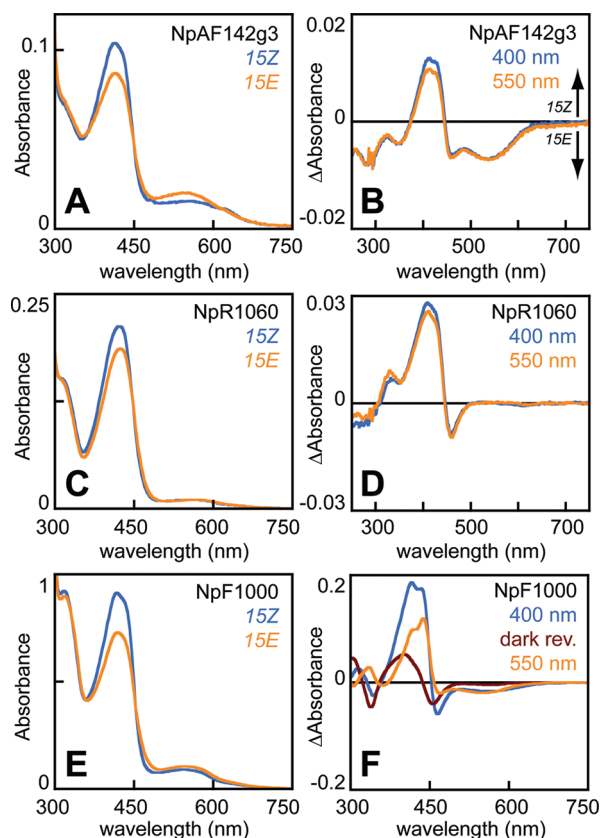 NpAF142g3
15Z
15E
0.1
0
Absorbance
A
300 450 600 750
wavelength (nm)
NpAF142g3
400 nm
550 nm
15Z
15E
0.02
0
-0.02
ΔAbsorbance
B
300 500 700
wavelength (nm)
NpR1060
15Z
15E
0.25
0
Absorbance
C
300 450 600 750
wavelength (nm)
NpR1060
400 nm
550 nm
0.03
0
-0.03
ΔAbsorbance
D
300 500 700
wavelength (nm)
NpF1000
15Z
15E
1
0
Absorbance
E
300 450 600 750
wavelength (nm)
NpF1000
400 nm
dark rev.
550 nm
0.2
0
-0.2
ΔAbsorbance
F
300 450 600 750
wavelength (nm)